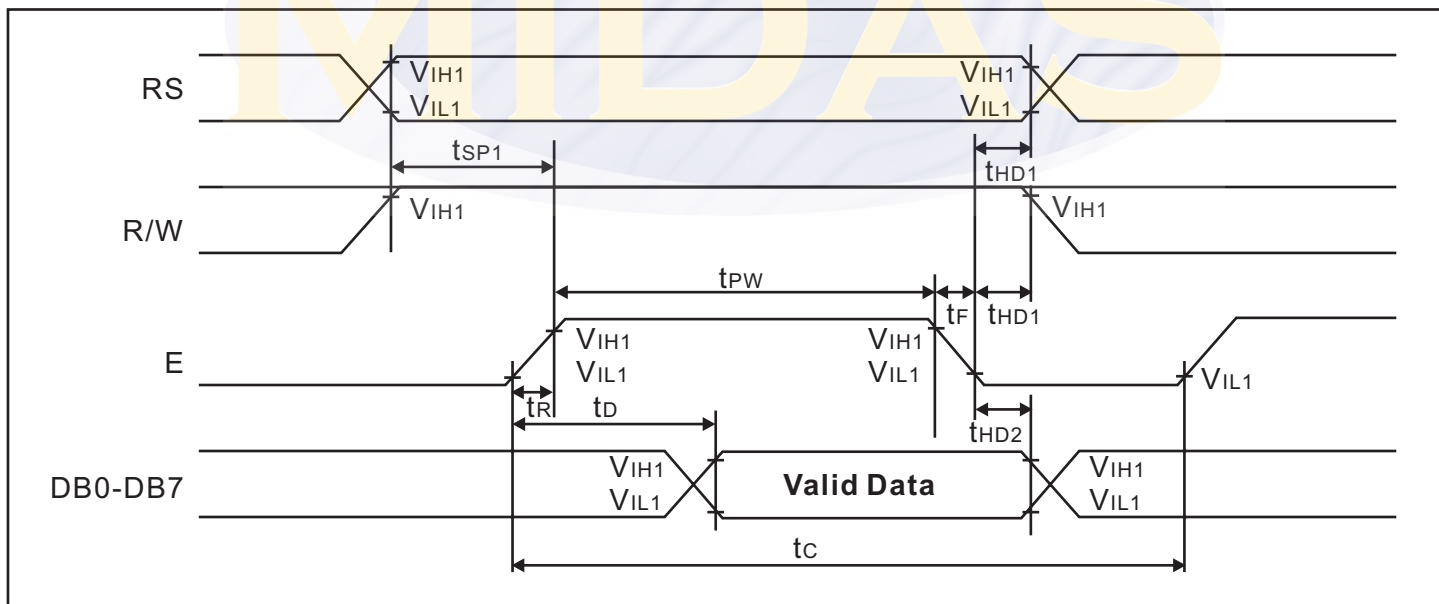 MIDAS
RS
VIH1
VIL1
VIH1
VIL1
tSP1
tHD1
R/W
VIH1
VIH1
tPW
tF
tHD1
E
VIH1
VIL1
VIH1
VIL1
VIL1
tR
tD
tHD2
DB0-DB7
VIH1
VIL1
Valid Data
VIH1
VIL1
tC